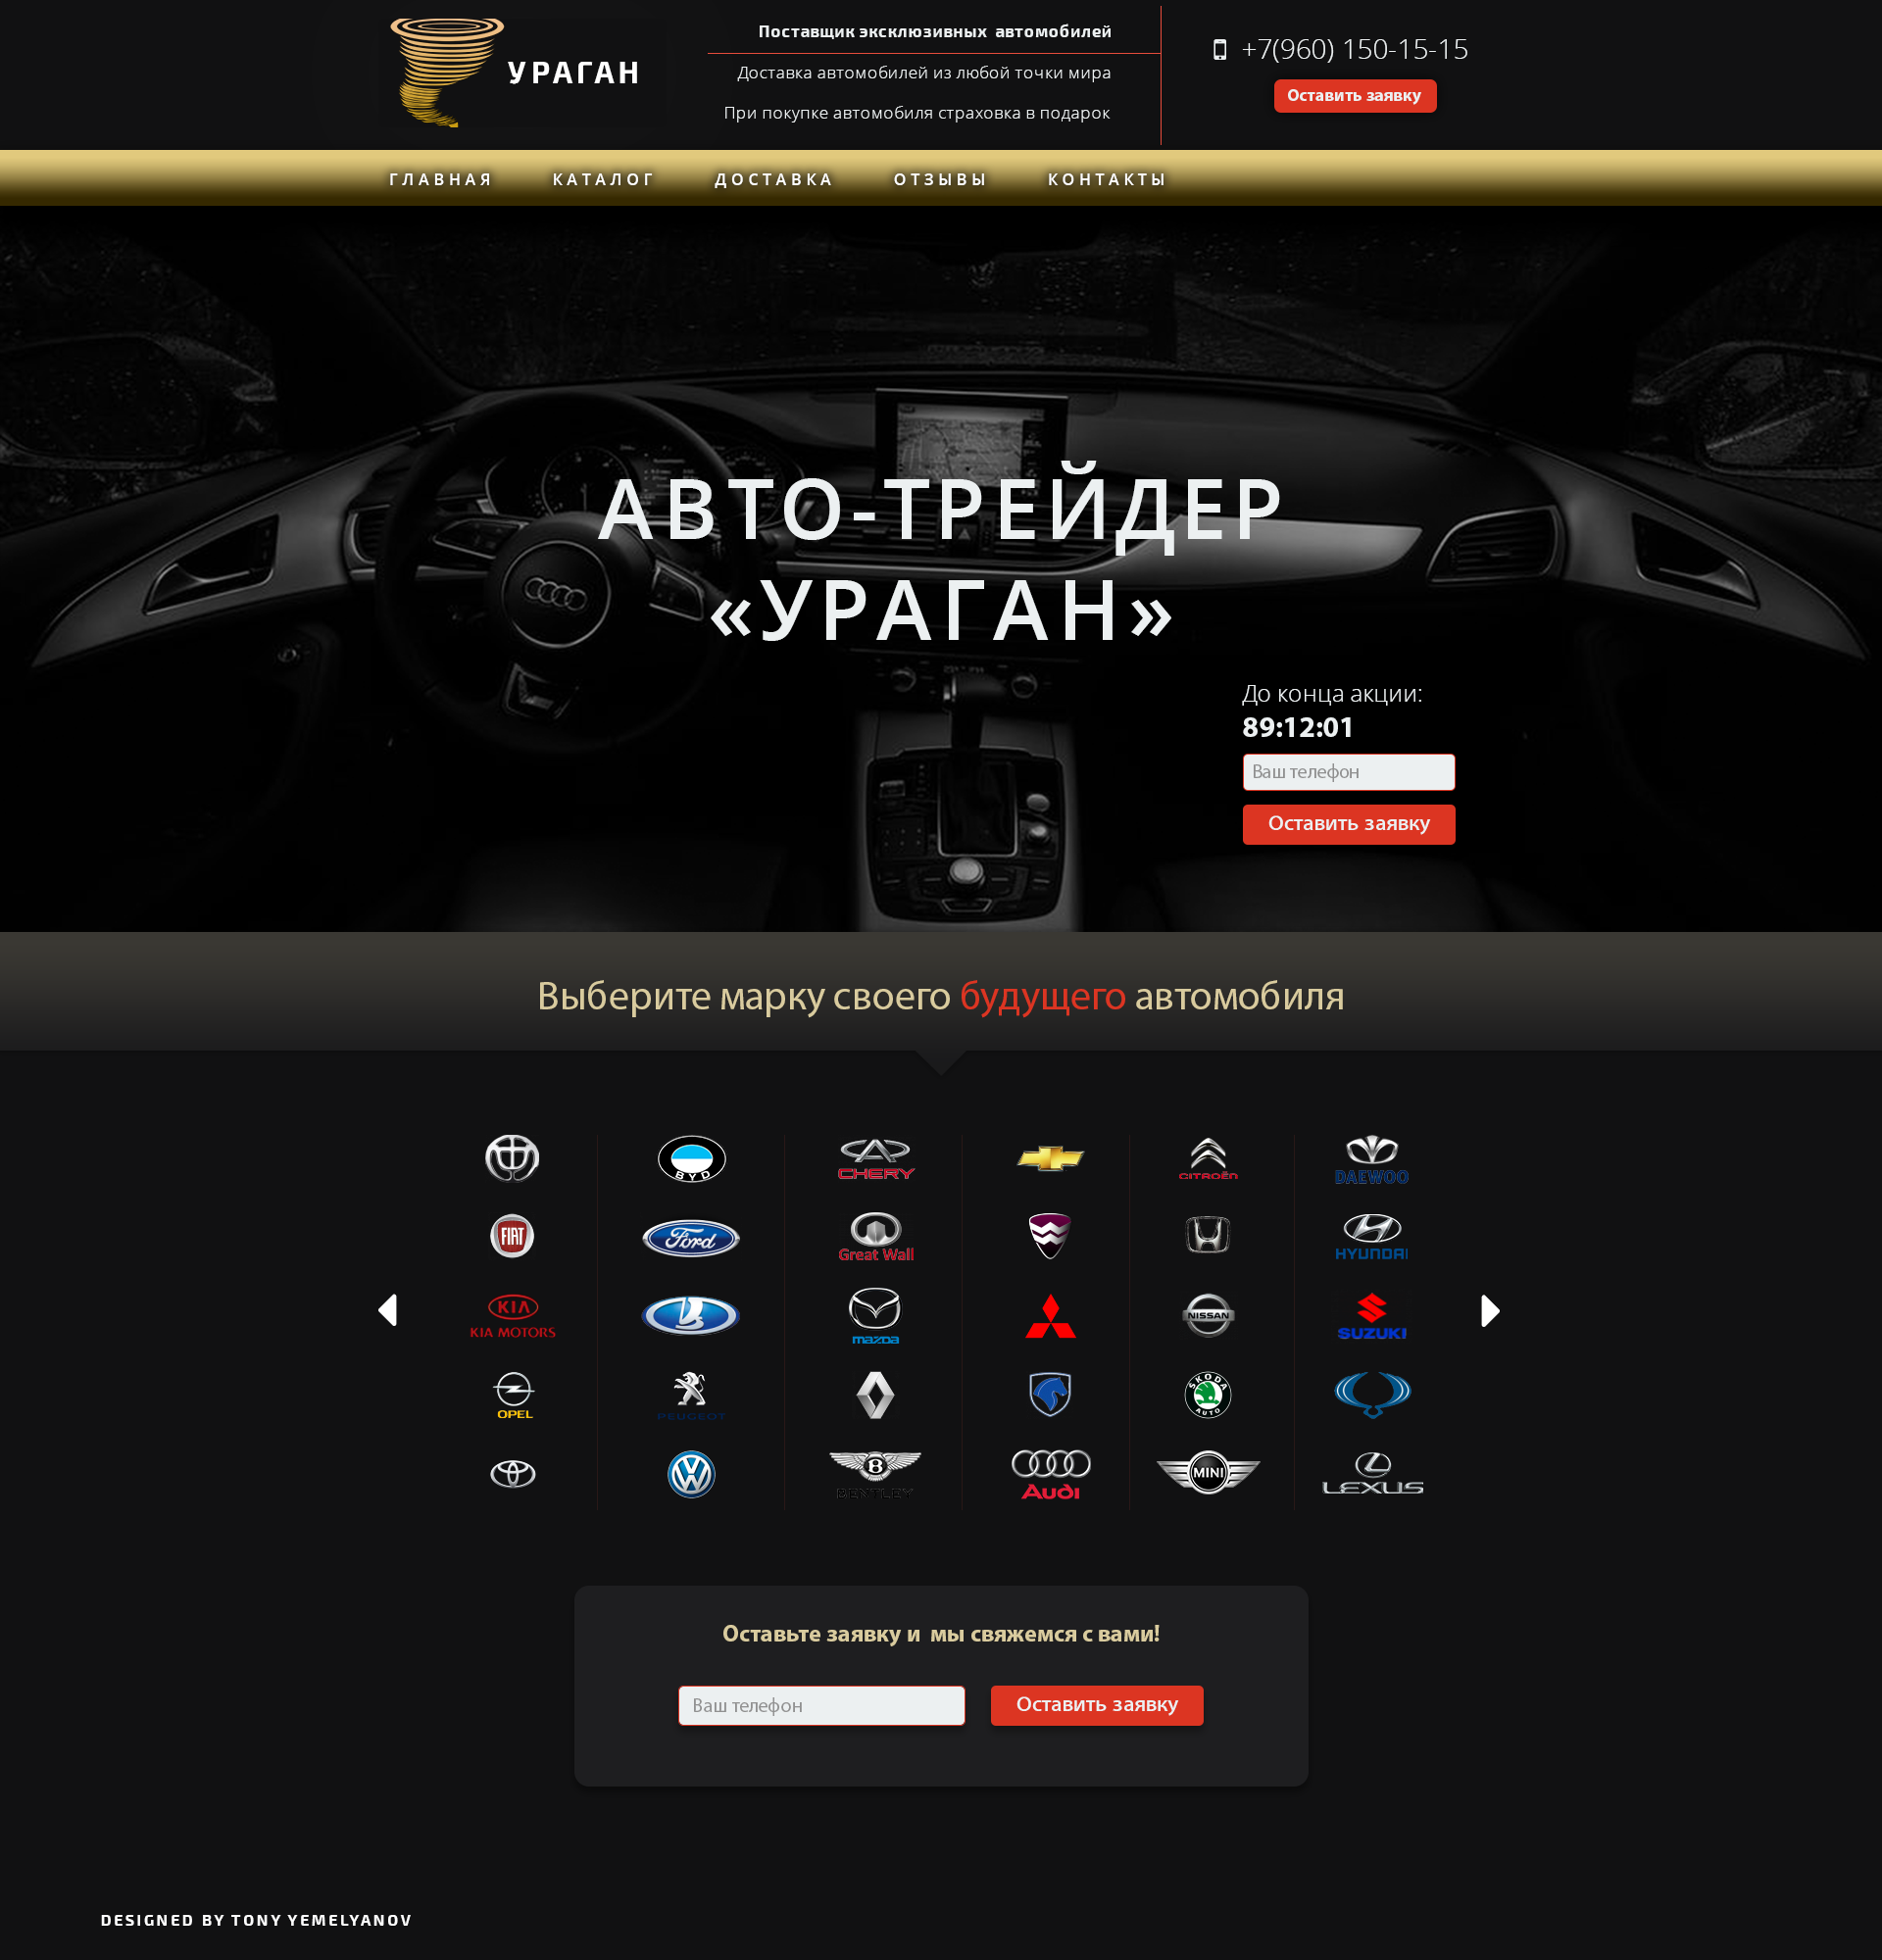 УРАГАН
Поставщик эксклюзивных автомобилей
Доставка автомобилей из любой точки мира
При покупке автомобиля страховка в подарок
+7(960) 150-15-15
Оставить заявку
ГЛАВНАЯ КАТАЛОГ ДОСТАВКА ОТЗЫВЫ КОНТАКТЫ
АВТО-ТРЕЙДЕР
«УРАГАН»
До конца акции:
89:12:01
Ваш телефон
Оставить заявку
Выберите марку своего будущего автомобиля
BYD CHERY CITROËN DAEWOO
FIAT Ford Great Wall HYUNDAI
KIA
KIA MOTORS mazda NISSAN SUZUKI
OPEL PEUGEOT SKODA AUTO
BENTLEY Audi MINI LEXUS
Оставьте заявку и мы свяжемся с вами!
Ваш телефон Оставить заявку
DESIGNED BY TONY YEMELYANOV